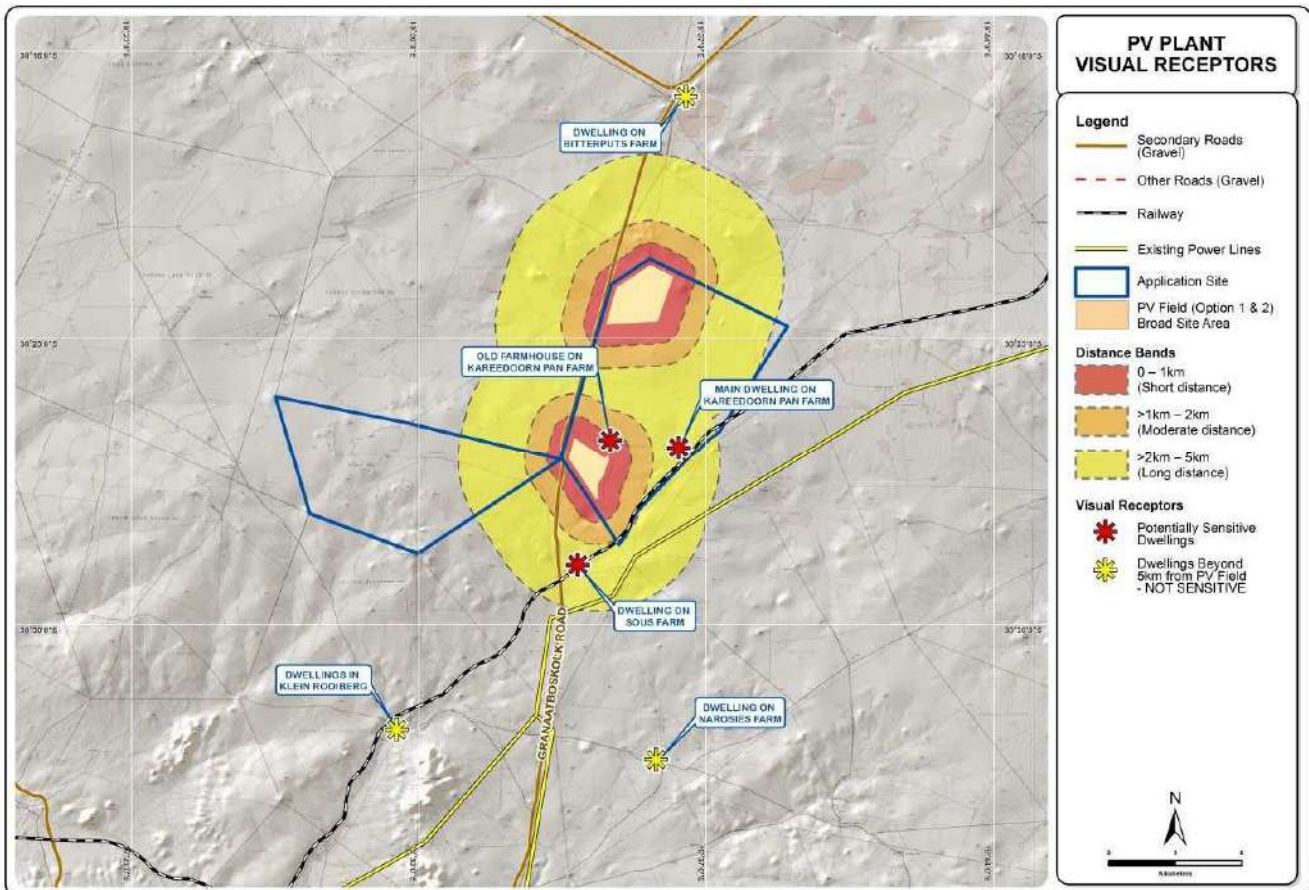 PV PLANT
VISUAL RECEPTORS
Legend
Secondary Roads
(Gravel)
Other Roads (Gravel)
Railway
Existing Power Lines
Application Site
PV Field (Option 1 & 2)
Broad Site Area
Distance Bands
0 – 1km
(Short distance)
>1km – 2km
(Moderate distance)
>2km – 5km
(Long distance)
Visual Receptors
Potentially Sensitive
Dwellings
Dwellings Beyond
5km from PV Field
- NOT SENSITIVE
N
Kilometers
DWELLING ON
BITTERPUTS FARM
OLD FARMHOUSE ON
KAREEDOORN PAN FARM
MAIN DWELLING ON
KAREEDOORN PAN FARM
DWELLING ON
SOUS FARM
GRANAATBOSKOLK ROAD
DWELLINGS IN
KLEIN ROOIBERG
DWELLING ON
NAROSIES FARM